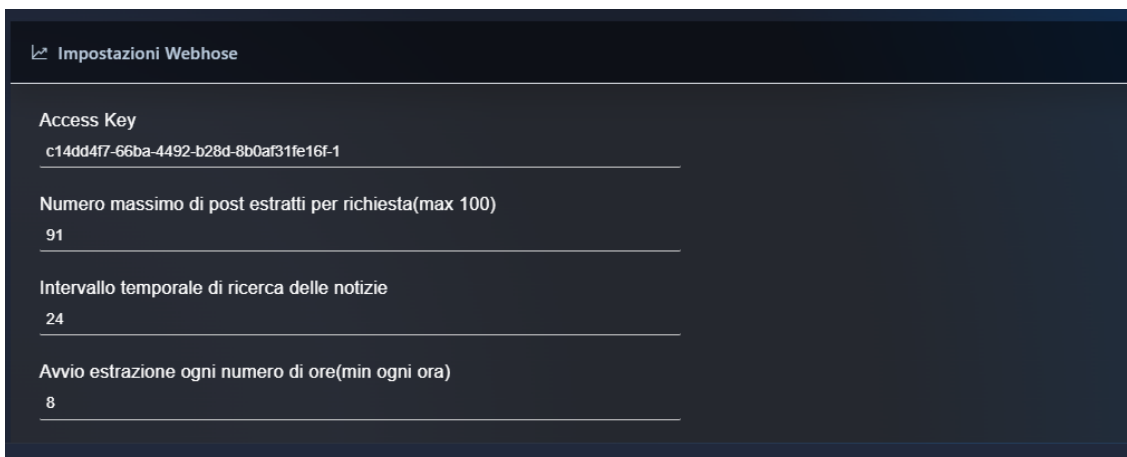 Impostazioni Webhose
Access Key
c14dd4f7-66ba-4492-b28d-8b0af31fe16f-1
Numero massimo di post estratti per richiesta(max 100)
91
Intervallo temporale di ricerca delle notizie
24
Avvio estrazione ogni numero di ore(min ogni ora)
8